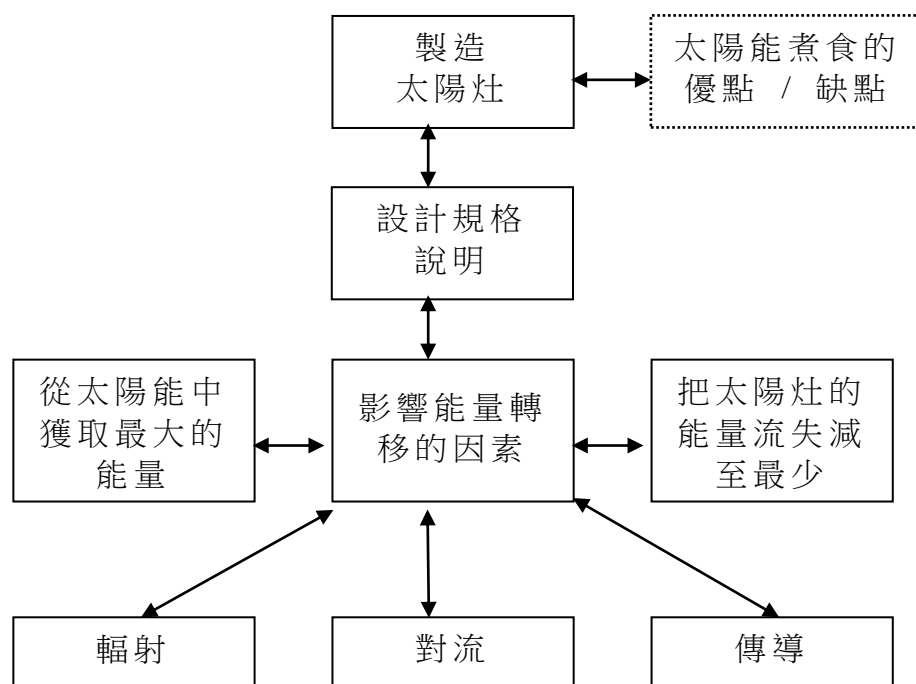 製造
太陽灶
太陽能煮食的
優點 / 缺點
設計規格
說明
從太陽能中
獲取最大的
能量
影響能量轉
移的因素
把太陽灶的
能量流失減
至最少
輻射
對流
傳導